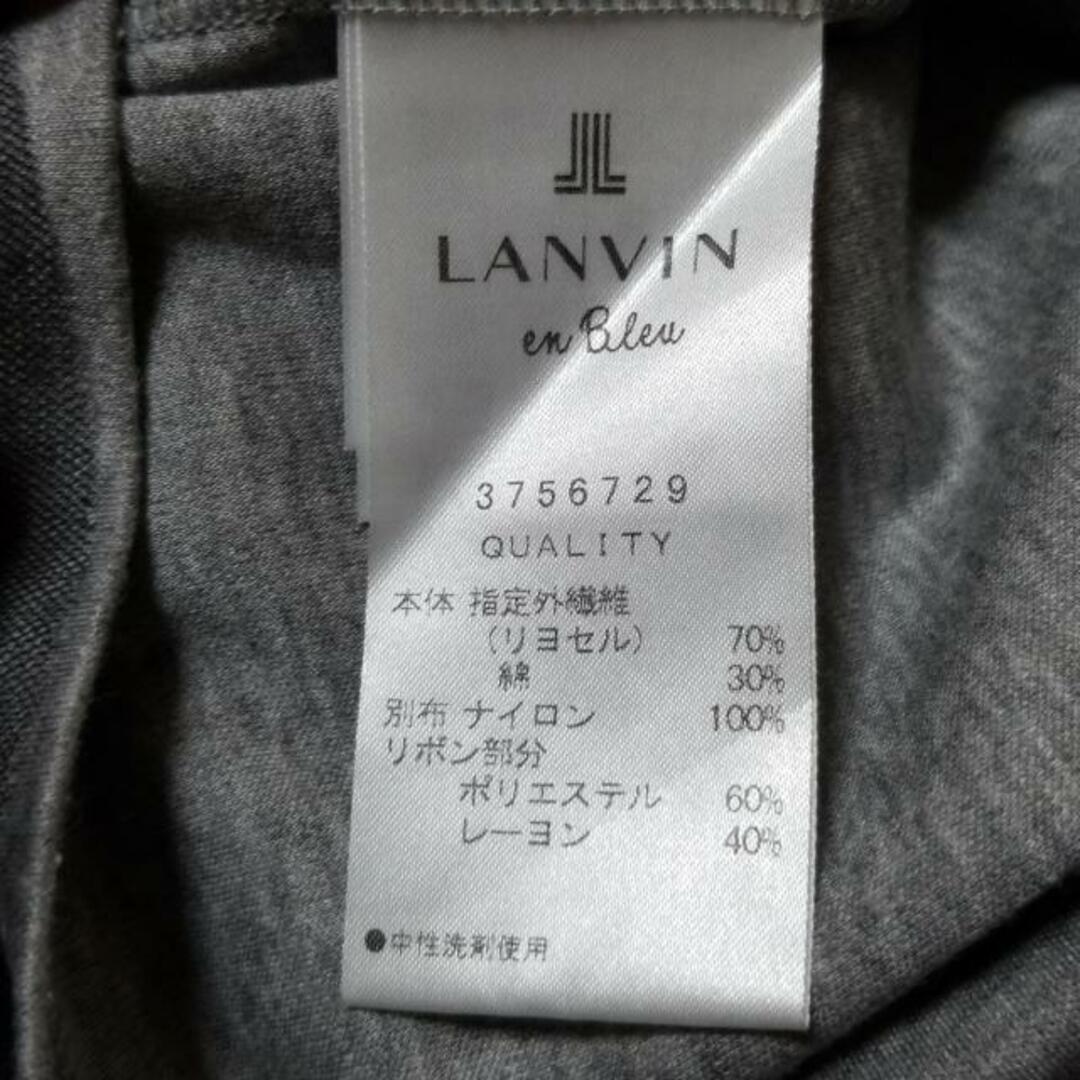 LANVIN
en Bleu
3756729
QUALITY
本体 指定外繊維
(リヨセル) 70%
綿 30%
別布 ナイロン 100%
リボン部分
ポリエステル 60%
レーヨン 40%
●中性洗剤使用